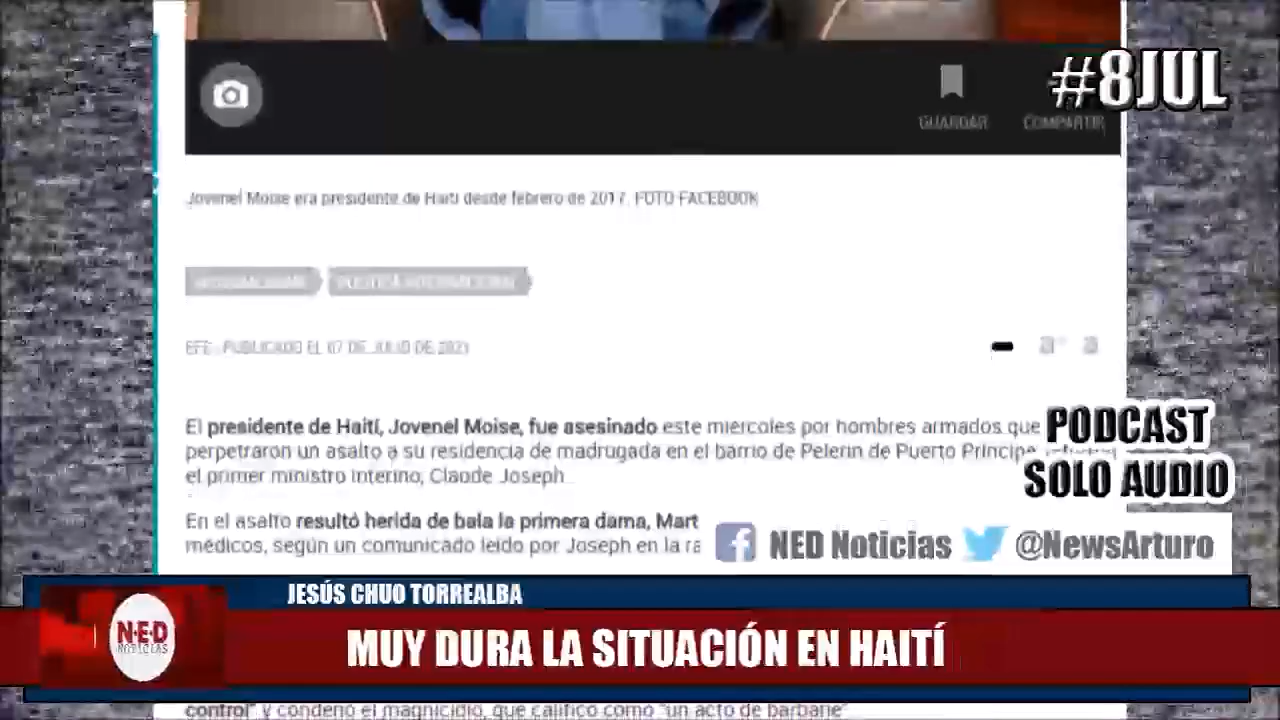 #8JUL
GUARDAR COMPARTIR
Jovenel Moise era presidente de Haití desde febrero de 2017. FOTO FACEBOOK
EFE PUBLICADO EL 07 DE JULIO DE 2021
El presidente de Haití, Jovenel Moise, fue asesinado este miércoles por hombres armados que
perpetraron un asalto a su residencia de madrugada en el barrio de Pelerin de Puerto Príncipe,
el primer ministro interino, Claude Joseph.
En el asalto resultó herida de bala la primera dama, Mart
médicos, según un comunicado leído por Joseph en la ra
PODCAST
SOLO AUDIO
NED Noticias @NewsArturo
JESÚS CHUO TORREALBA
N·E·D
NOTICIAS
MUY DURA LA SITUACIÓN EN HAITÍ
control" y condenó el magnicidio, que calificó como "un acto de barbarie"